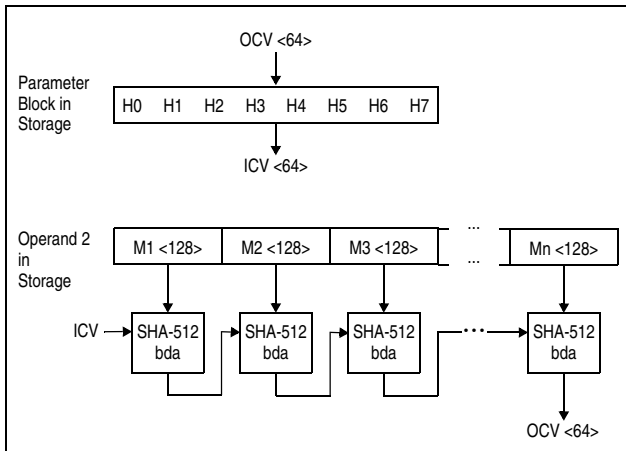 OCV <64>
Parameter
Block in
Storage
H0 H1 H2 H3 H4 H5 H6 H7
ICV <64>
Operand 2
in
Storage
M1 <128> M2 <128> M3 <128> ... ... Mn <128>
ICV SHA-512 bda SHA-512 bda SHA-512 bda ... SHA-512 bda
OCV <64>